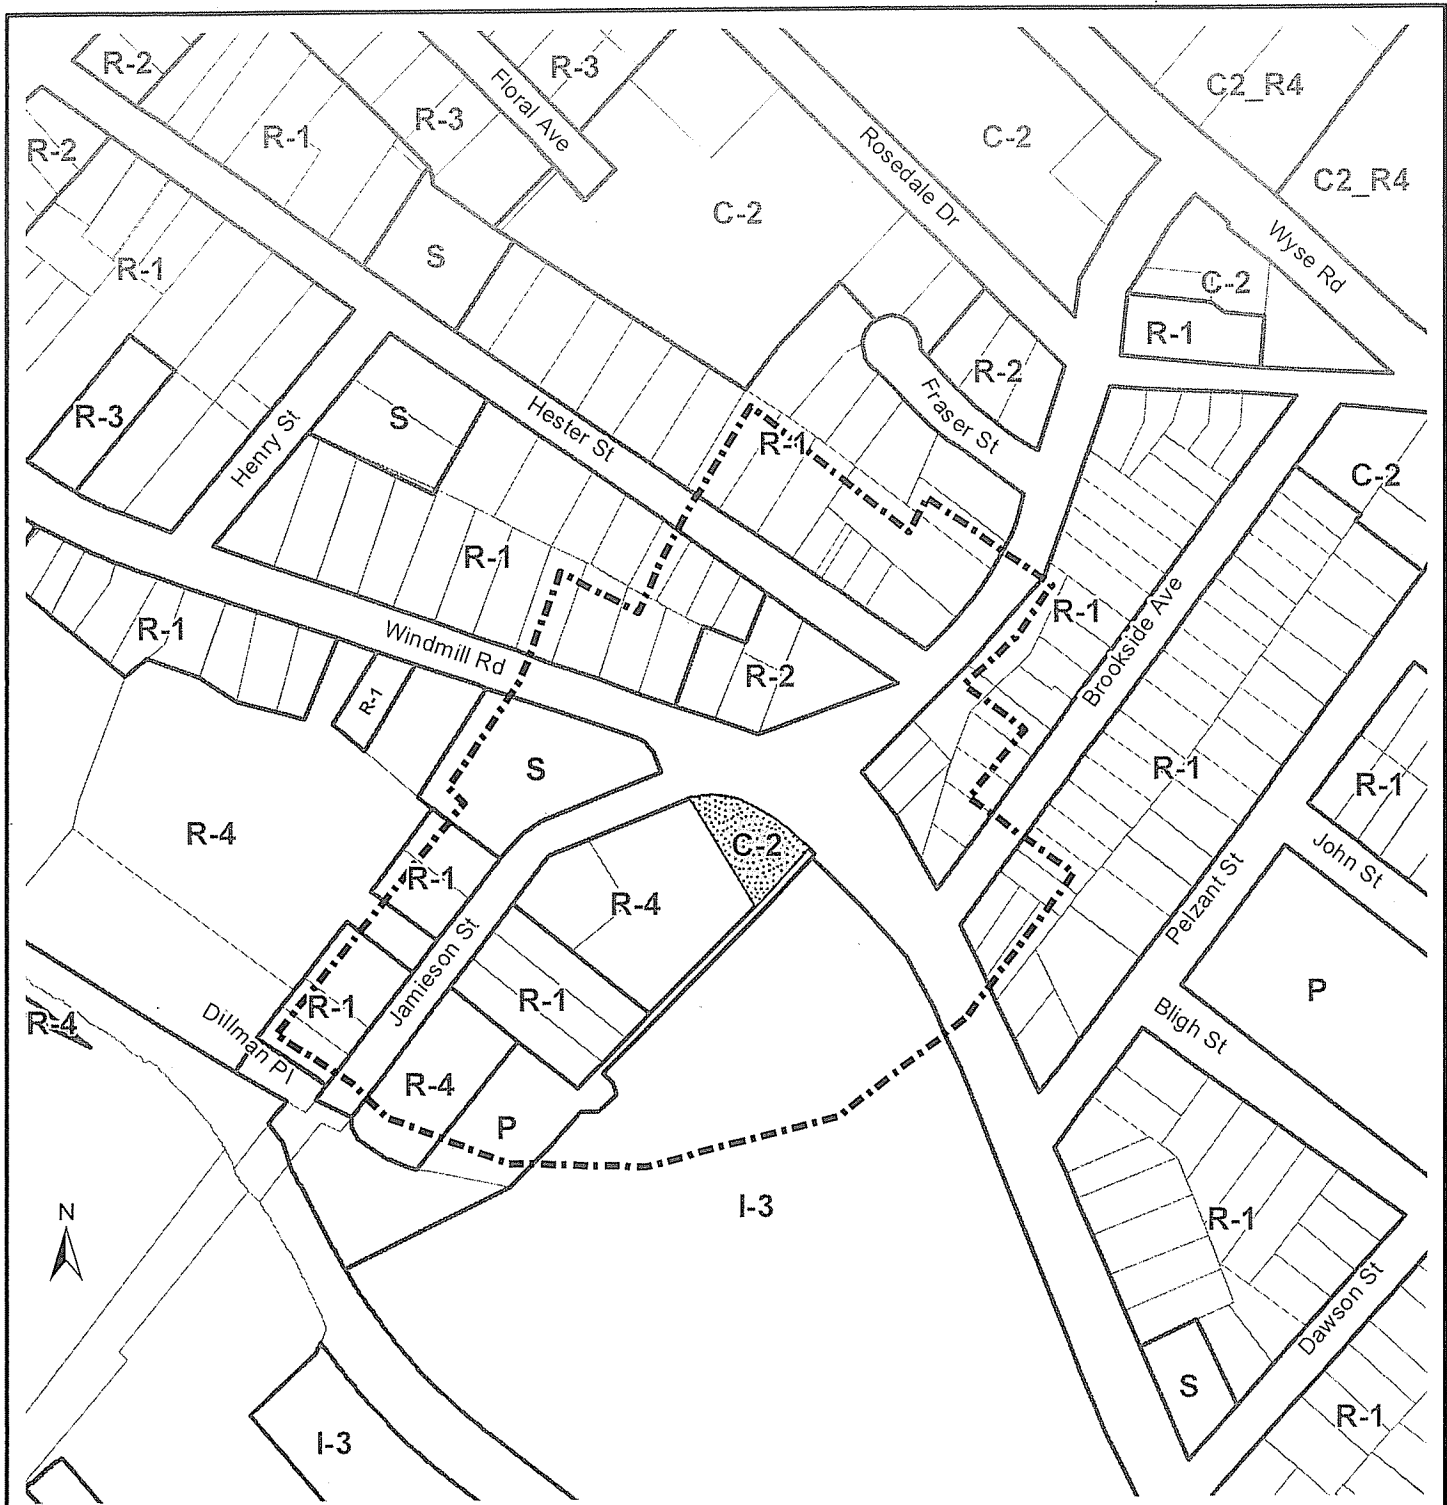 R-2
R-3
C2_R4
Floral Ave
R-3
R-1
R-2
Rosedale Dr
C-2
C2_R4
C-2
Wyse Rd
S
R-1
C-2
R-1
R-2
Fraser St
R-3
S
Henry St
Hester St
R-1
C-2
R-1
R-1
R-1
Windmill Rd
Brookside Ave
R-2
R-1
S
R-1
R-1
R-4
C-2
John St
R-1
R-4
Pelzant St
Jamieson St
R-1
R-1
P
R-4
Dillman Pl
Bligh St
R-4
P
I-3
R-1
N
Dawson St
S
R-1
I-3